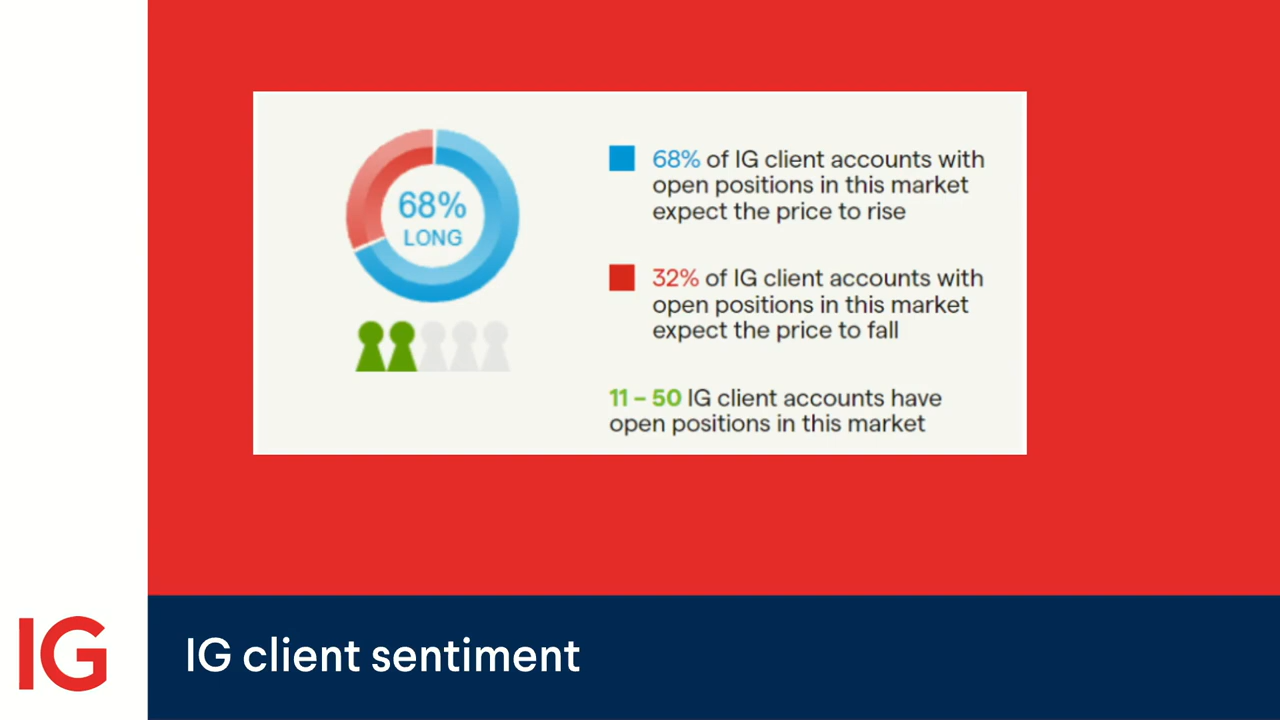 68%
LONG
68% of IG client accounts with
open positions in this market
expect the price to rise
32% of IG client accounts with
open positions in this market
expect the price to fall
11 – 50 IG client accounts have
open positions in this market
IG
IG client sentiment